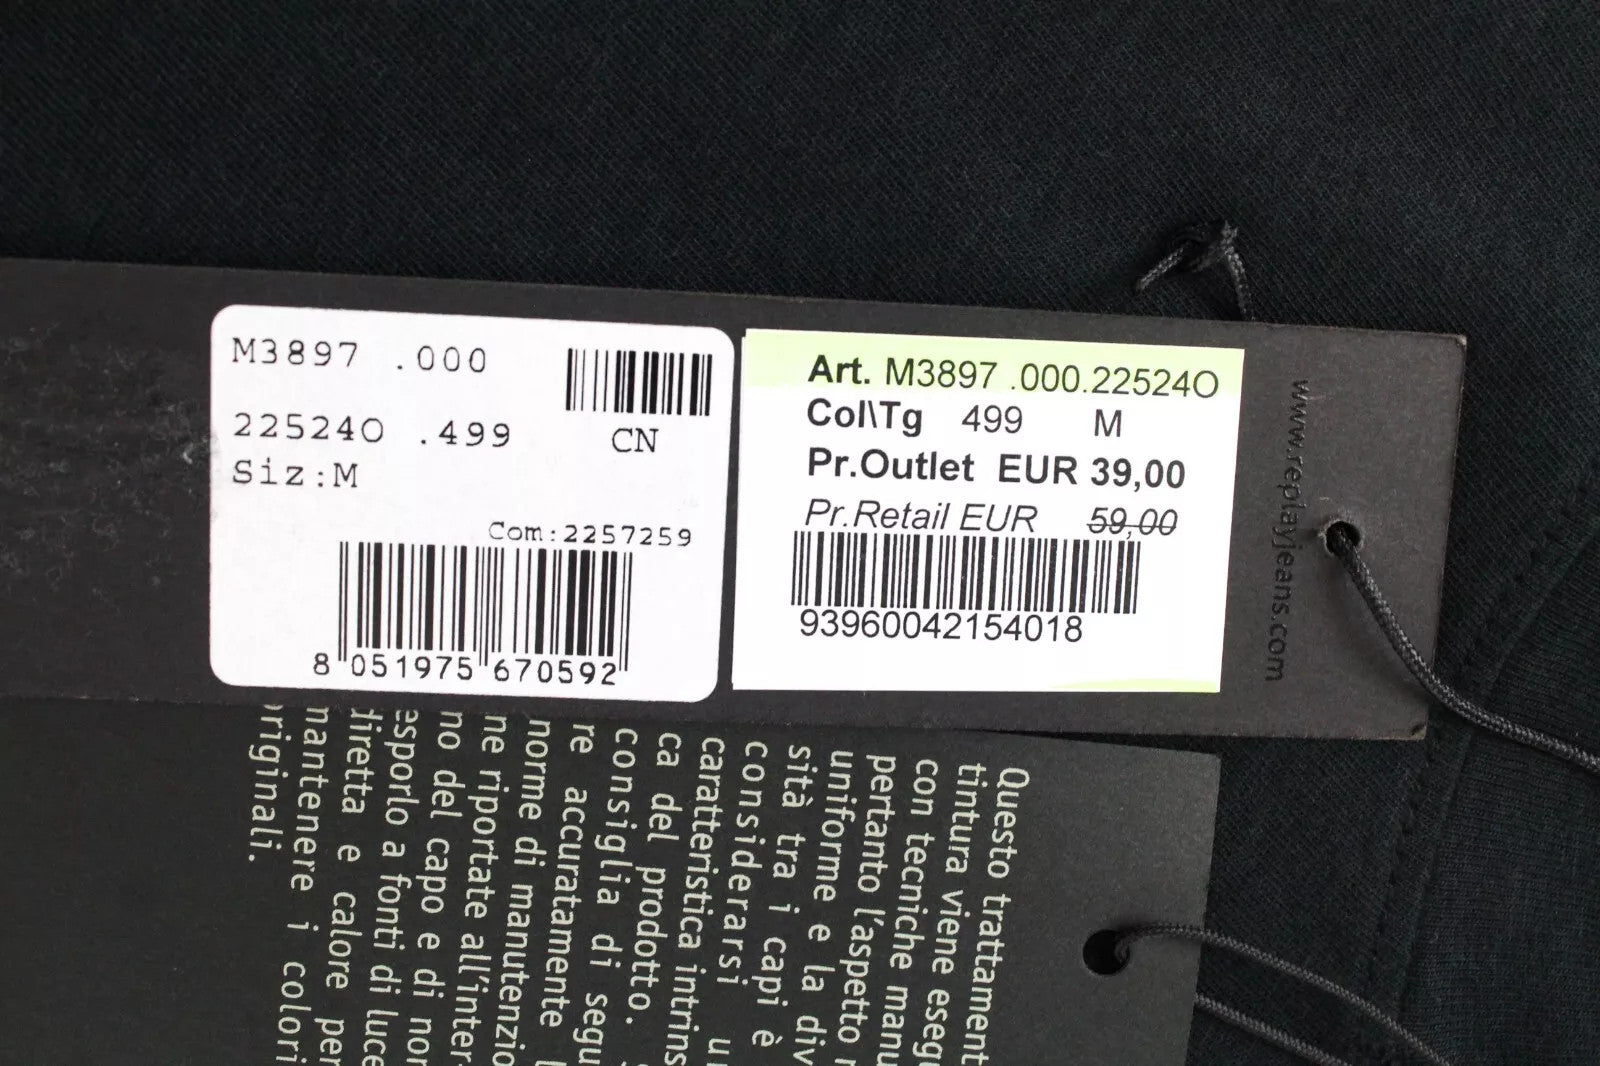 M3897 .000
CN
22524O .499
Siz:M
Com:2257259
8 051975 670592
Art. M3897 .000.22524O
Col\Tg 499 M
Pr.Outlet EUR 39,00
Pr.Retail EUR 59,00
93960042154018
www.replayjeans.com
Questo trattament
tintura viene eseg
con tecniche manu
pertanto l'aspetto
uniforme e la div
sità tra i capi è
considerarsi
caratteristica intrins
ca del prodotto.
consiglia di segu
re accuratamente
norme di manutenzio
ne riportate all'inter-
no del capo e di nor
esporlo a fonti di luce
diretta e calore per
mantenere i colori
originali.